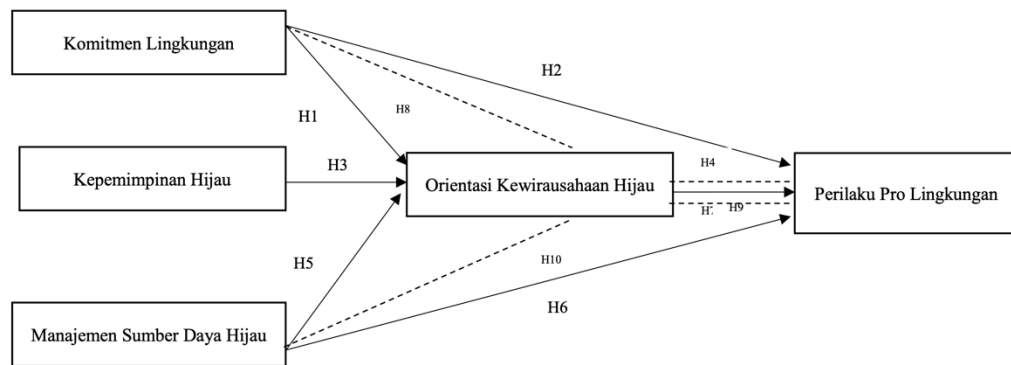 Komitmen Lingkungan
H2
H8
H1
Kepemimpinan Hijau
H3
Orientasi Kewirausahaan Hijau
H4
H9
Perilaku Pro Lingkungan
H5
H10
H6
Manajemen Sumber Daya Hijau